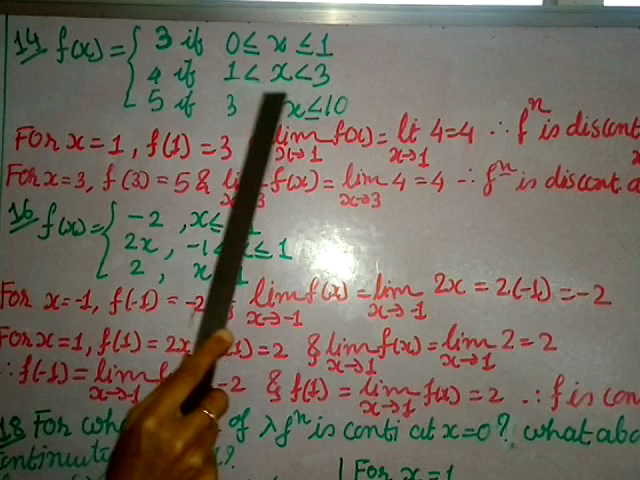 14 f(x) = { 3 if 0 ≤ x ≤ 1
4 if 1 < x < 3
5 if 3 x ≤ 10
For x = 1, f(1) = 3 lim x→1 f(x) = lt x→1 4 = 4 ∴ fⁿ is discont
For x = 3, f(3) = 5 & f(x) = lim x→3 4 = 4 ∴ fⁿ is discont a
16 f(x) = { -2 , x ≤
2x , -1 ≤ 1
2 , x
For x = -1, f(-1) = -2 lim x→-1 f(x) = lim x→-1 2x = 2(-1) = -2
For x = 1, f(1) = 2x 1) = 2 & lim x→1 f(x) = lim x→1 2 = 2
∴ f(-1) = lim x→-1 -2 & f(1) = lim x→1 f(x) = 2 ∴ f is con
18 For of λ fⁿ is conti at x = 0? what abo
ontinuit ?
For x = 1